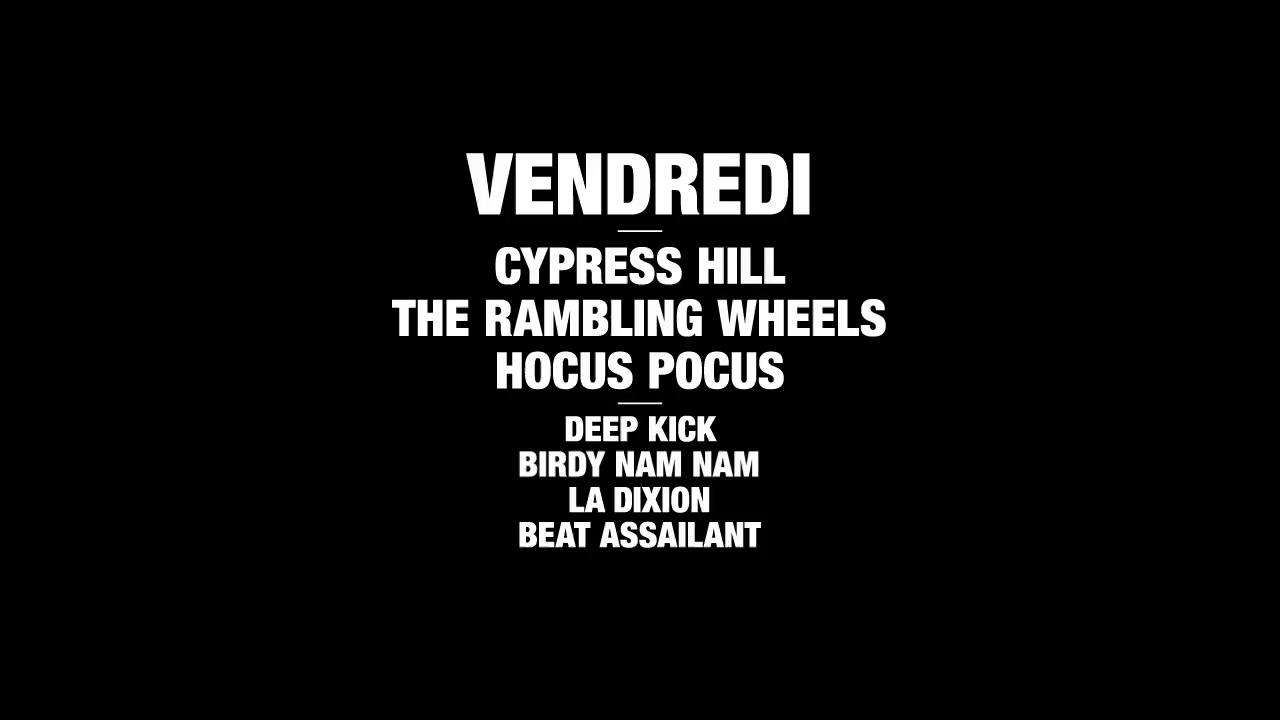 VENDREDI
CYPRESS HILL
THE RAMBLING WHEELS
HOCUS POCUS
DEEP KICK
BIRDY NAM NAM
LA DIXION
BEAT ASSAILANT